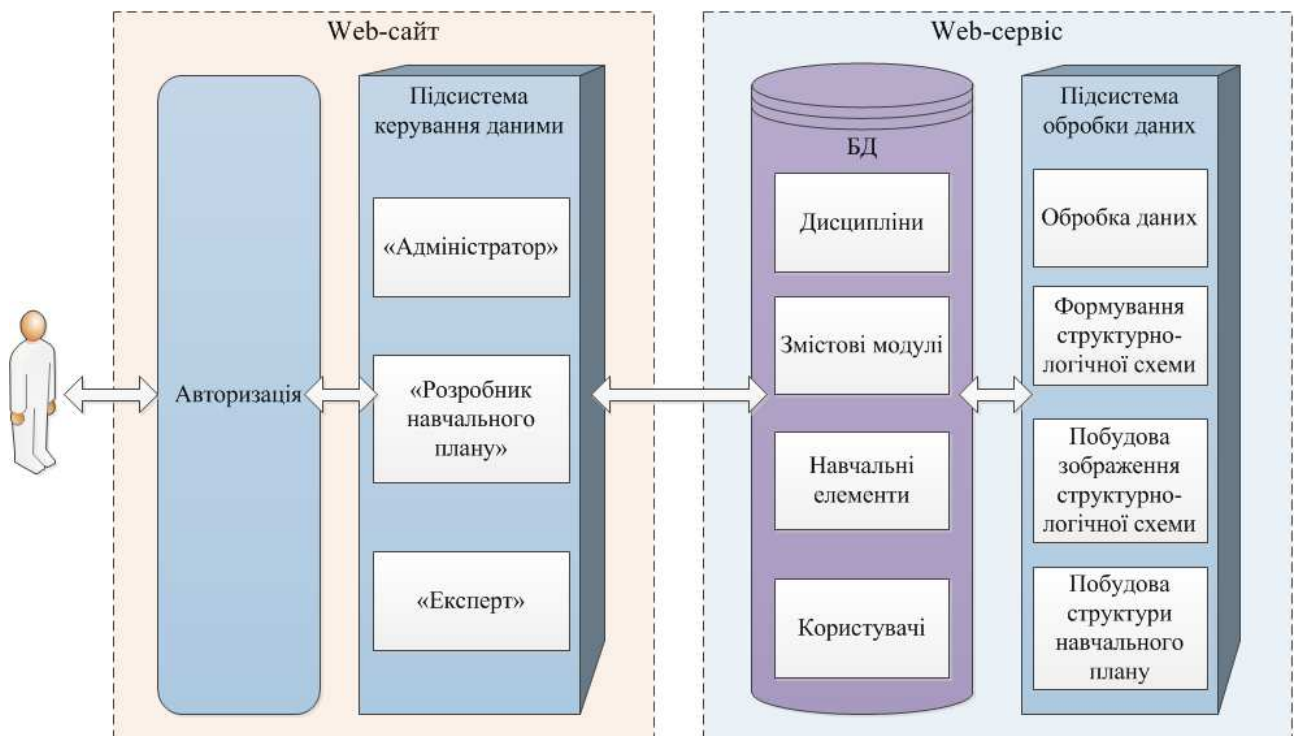 Web-сайт
Авторизація
Підсистема
керування даними
«Адміністратор»
«Розробник
навчального
плану»
«Експерт»
Web-сервіс
БД
Дисципліни
Змістові модулі
Навчальні
елементи
Користувачі
Підсистема
обробки даних
Обробка даних
Формування
структурно-
логічної схеми
Побудова
зображення
структурно-
логічної схеми
Побудова
структури
навчального
плану